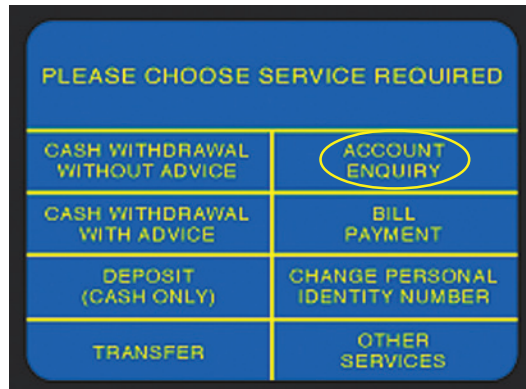 PLEASE CHOOSE SERVICE REQUIRED
CASH WITHDRAWAL
WITHOUT ADVICE
ACCOUNT
ENQUIRY
CASH WITHDRAWAL
WITH ADVICE
BILL
PAYMENT
DEPOSIT
(CASH ONLY)
CHANGE PERSONAL
IDENTITY NUMBER
TRANSFER
OTHER
SERVICES